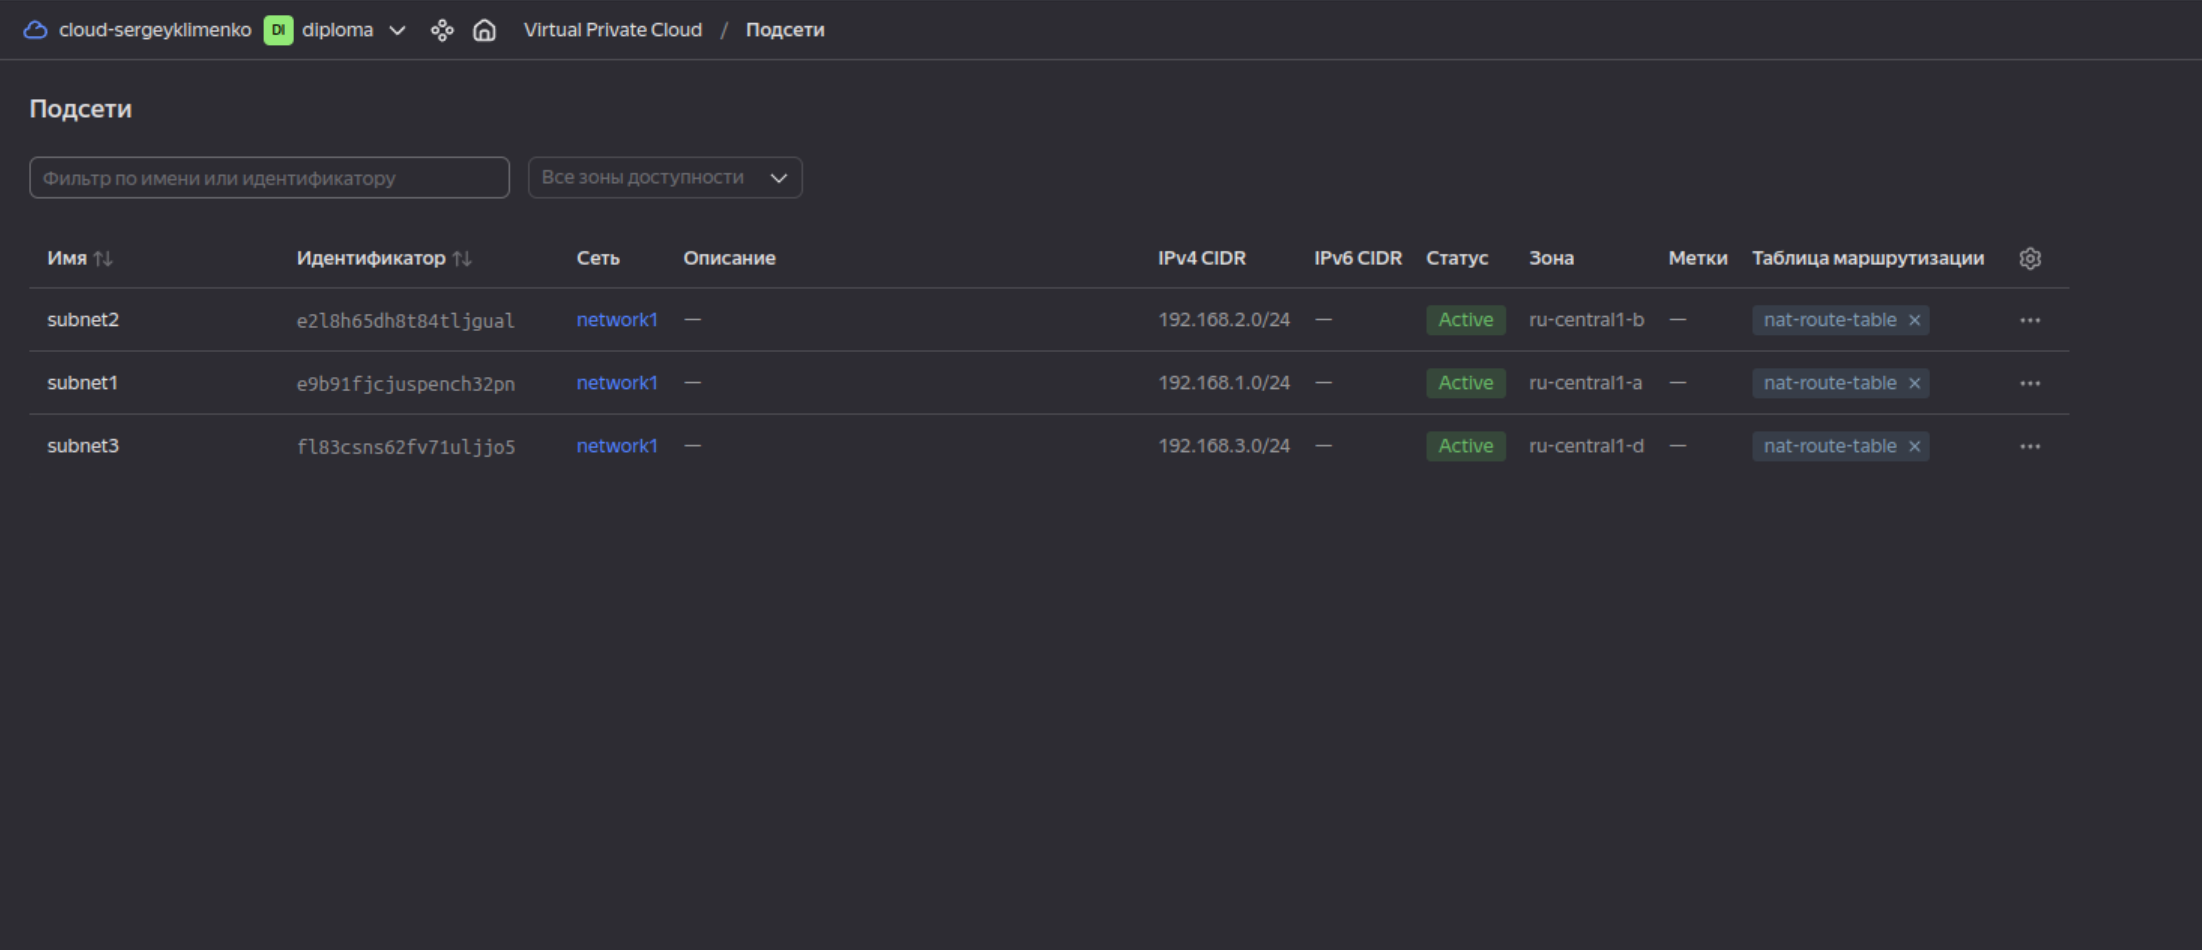 cloud-sergeyklimenko DI diploma Virtual Private Cloud / Подсети
Подсети
Фильтр по имени или идентификатору Все зоны доступности
Имя Идентификатор Сеть Описание IPv4 CIDR IPv6 CIDR Статус Зона Метки Таблица маршрутизации
subnet2 e2l8h65dh8t84tljgual network1 — 192.168.2.0/24 — Active ru-central1-b — nat-route-table ×
subnet1 e9b91fjcjuspench32pn network1 — 192.168.1.0/24 — Active ru-central1-a — nat-route-table ×
subnet3 fl83csns62fv71uljjo5 network1 — 192.168.3.0/24 — Active ru-central1-d — nat-route-table ×